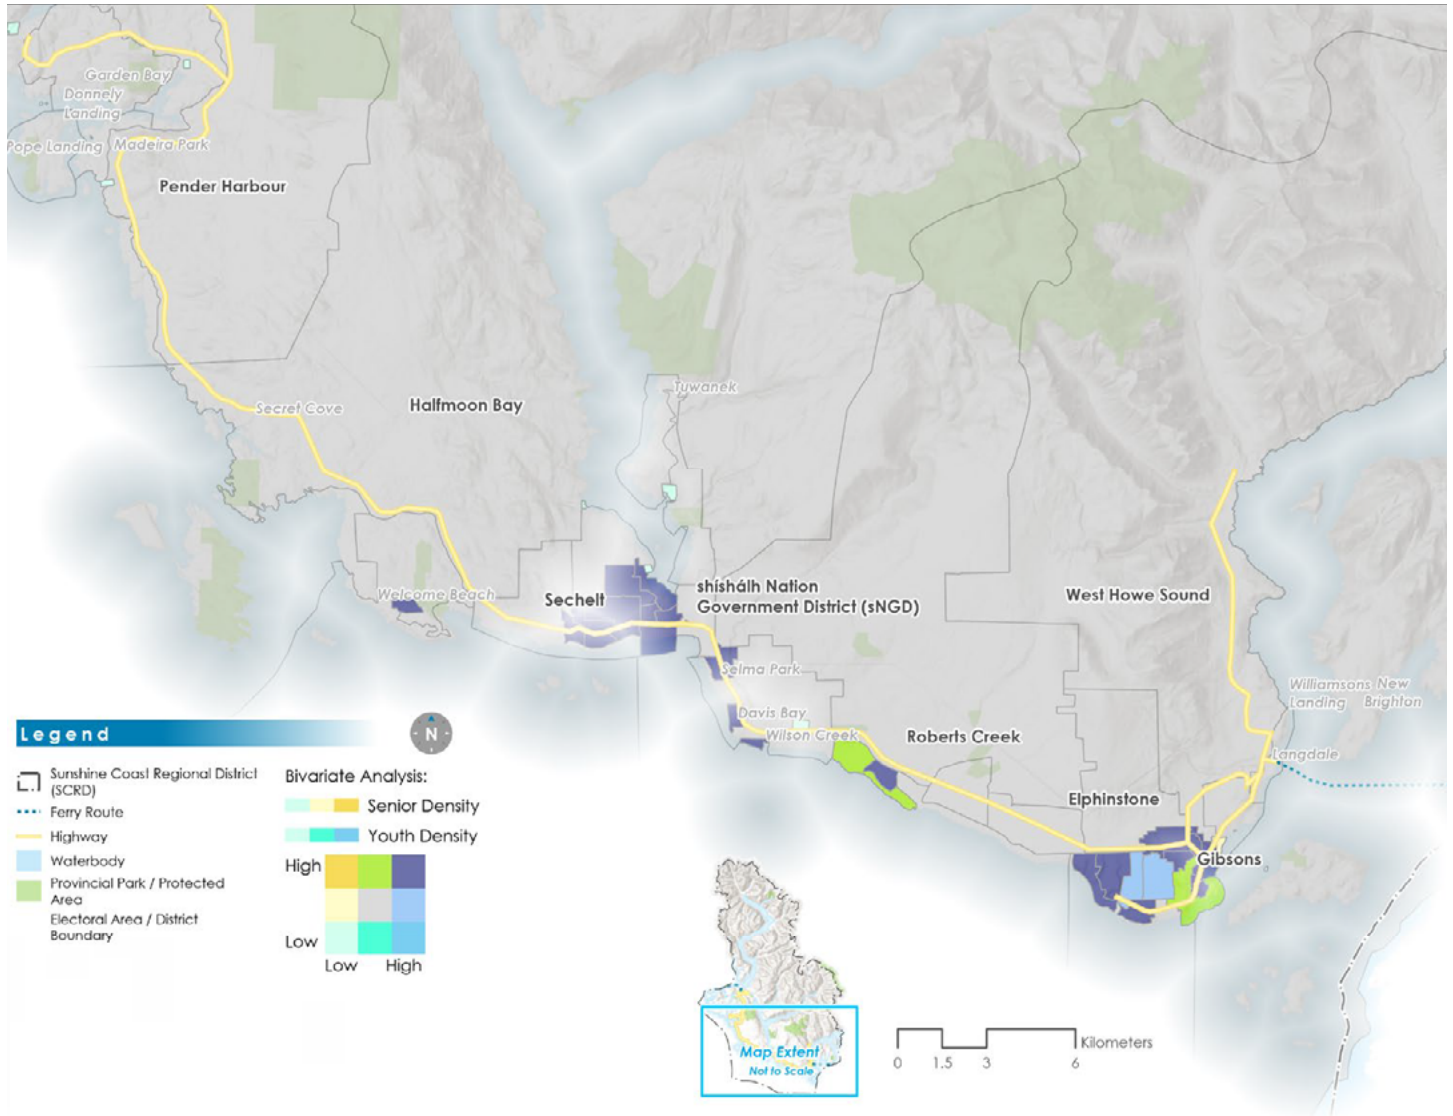 Garden Bay
Donnely
Landing
Pope Landing
Madeira Park
Pender Harbour
Tuwanek
Secret Cove
Halfmoon Bay
Welcome Beach
Sechelt
shíshálh Nation
Government District (sNGD)
West Howe Sound
Selma Park
Williamsons
Landing
New
Brighton
Davis Bay
Wilson Creek
Roberts Creek
Langdale
Elphinstone
Gibsons
Legend
N
Sunshine Coast Regional District
(SCRD)
Ferry Route
Highway
Waterbody
Provincial Park / Protected
Area
Electoral Area / District
Boundary
Bivariate Analysis:
Senior Density
Youth Density
High
Low
Low
High
Map Extent
Not to Scale
Kilometers
0
1.5
3
6